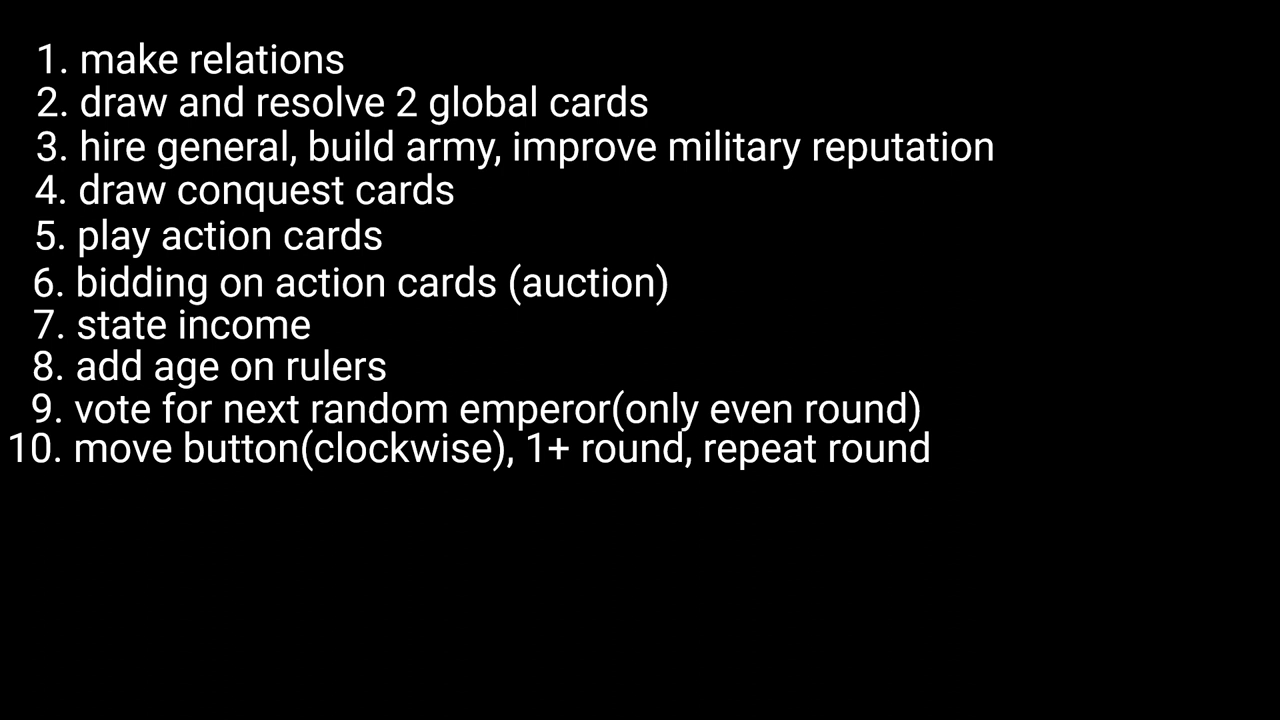 1. make relations
2. draw and resolve 2 global cards
3. hire general, build army, improve military reputation
4. draw conquest cards
5. play action cards
6. bidding on action cards (auction)
7. state income
8. add age on rulers
9. vote for next random emperor(only even round)
10. move button(clockwise), 1+ round, repeat round